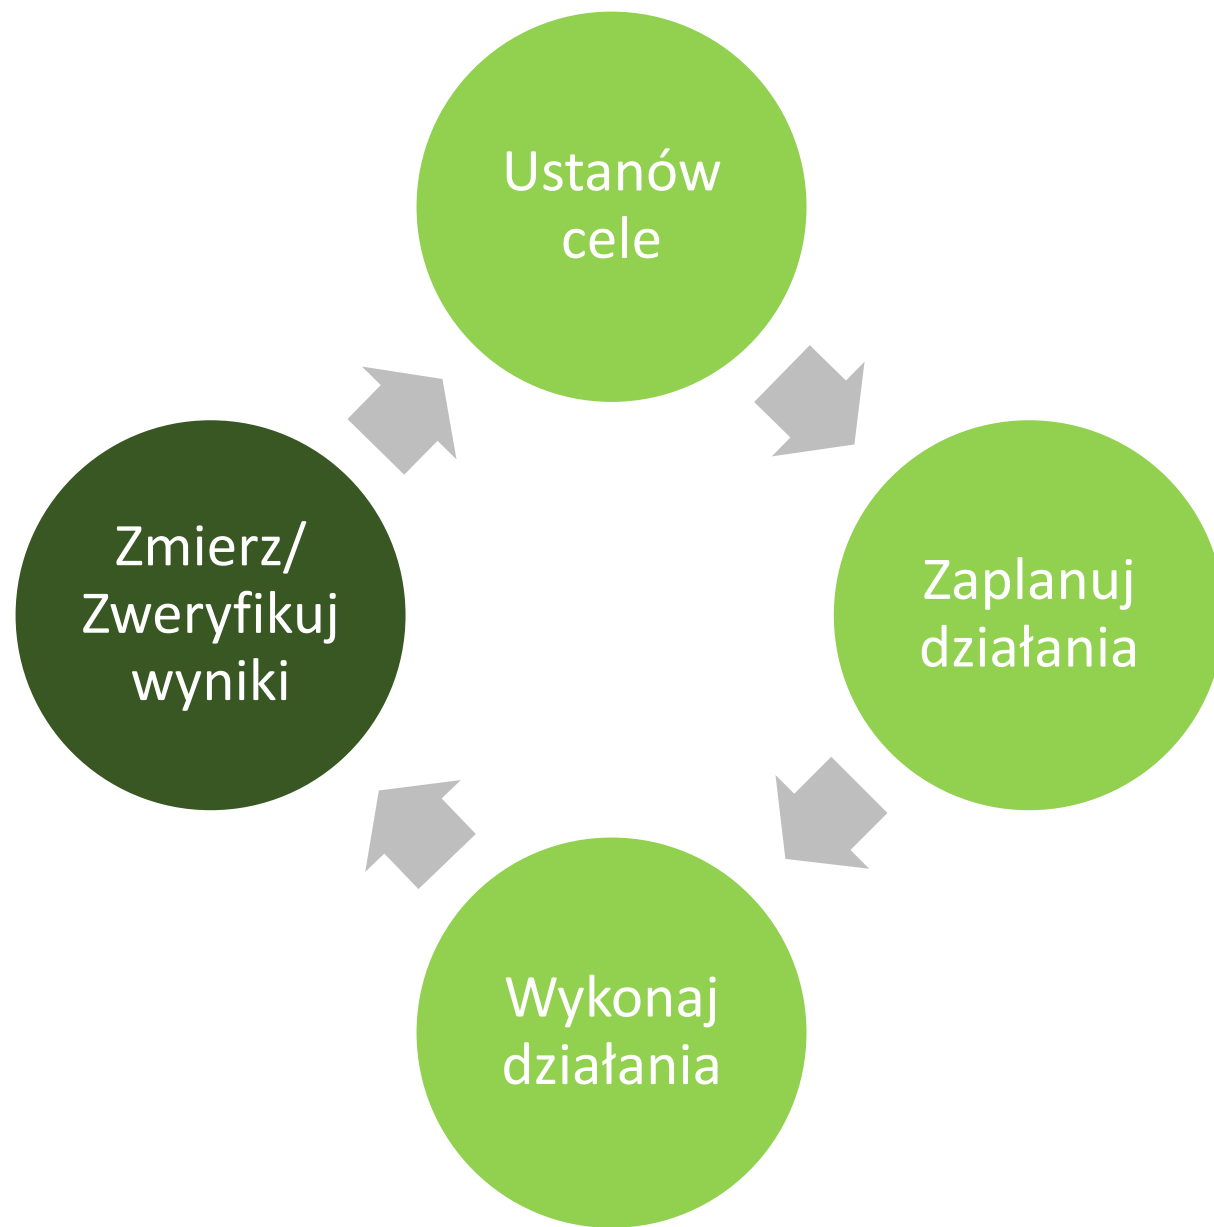 Ustanów
cele
Zaplanuj
działania
Wykonaj
działania
Zmierz/
Zweryfikuj
wyniki